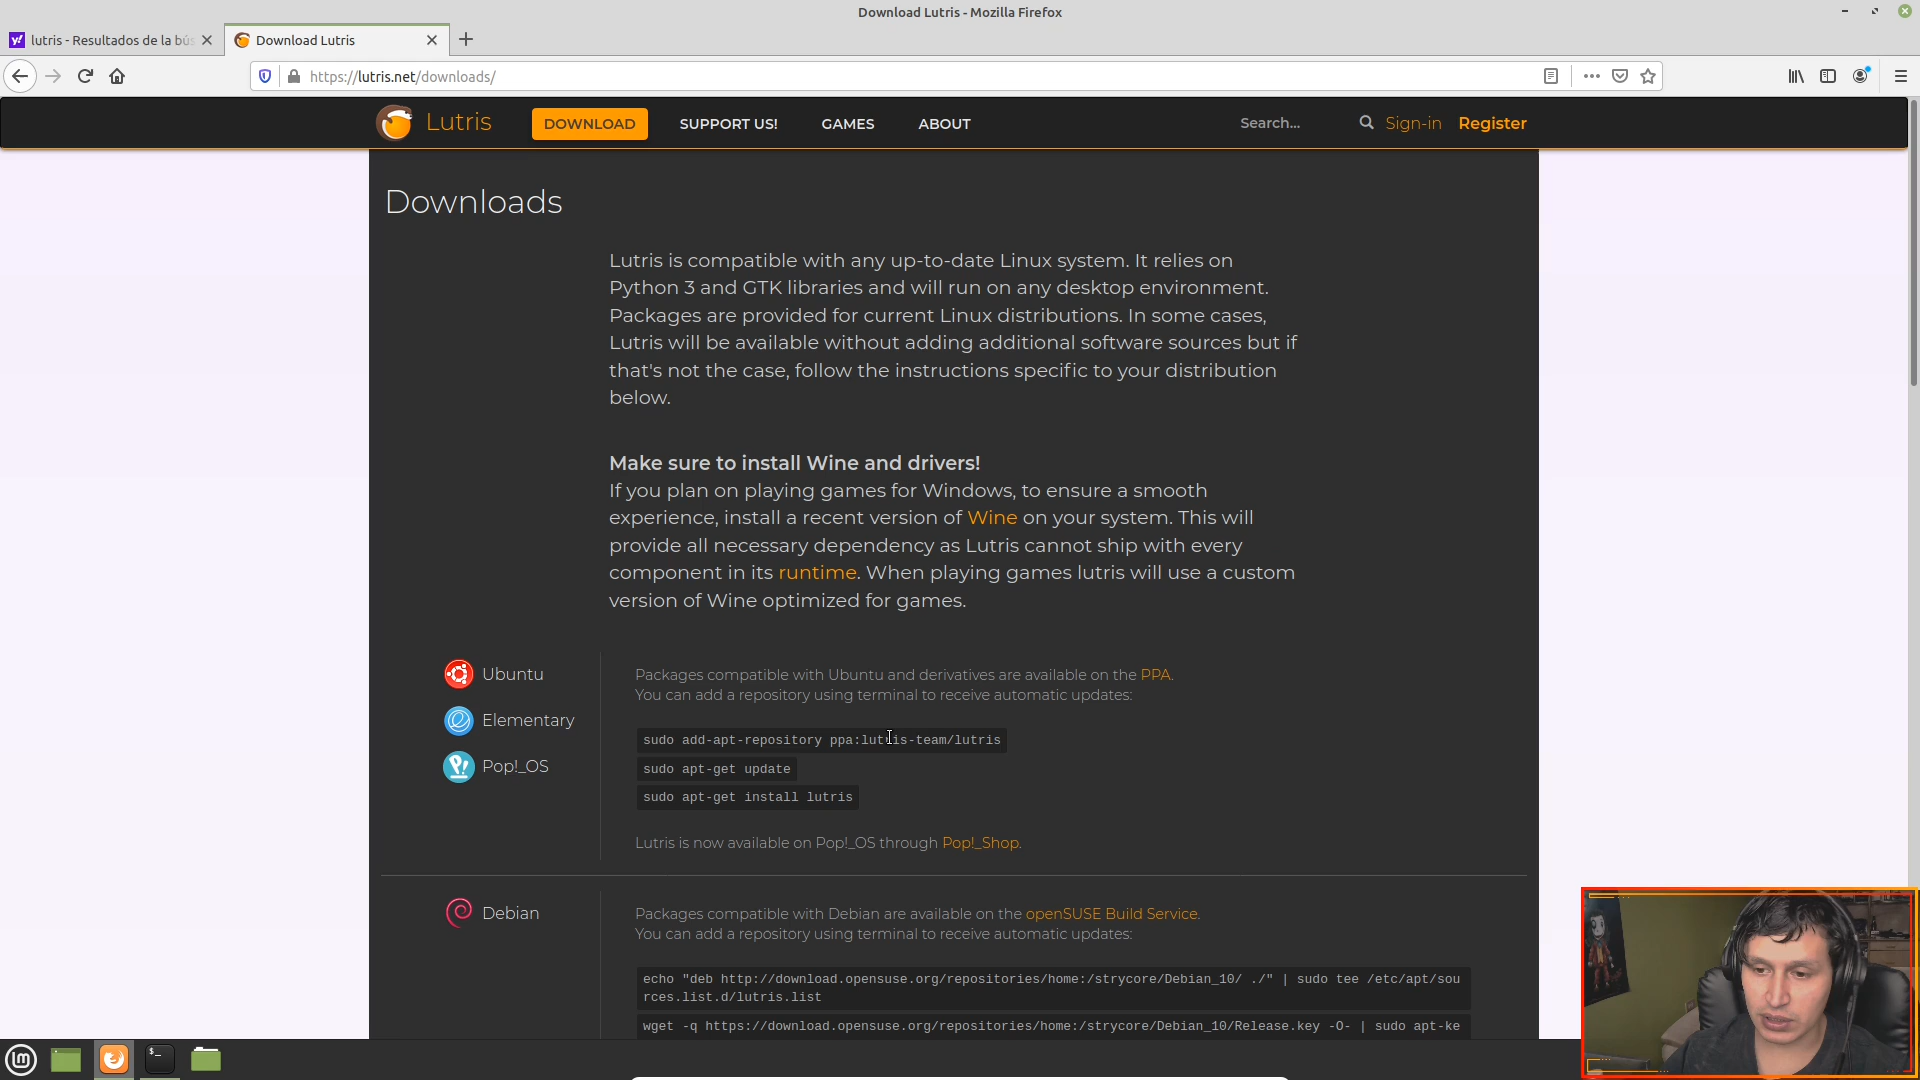 Download Lutris - Mozilla Firefox
lutris - Resultados de la bús
Download Lutris
https://lutris.net/downloads/
Lutris
DOWNLOAD
SUPPORT US!
GAMES
ABOUT
Search...
Sign-in
Register
Downloads
Lutris is compatible with any up-to-date Linux system. It relies on
Python 3 and GTK libraries and will run on any desktop environment.
Packages are provided for current Linux distributions. In some cases,
Lutris will be available without adding additional software sources but if
that's not the case, follow the instructions specific to your distribution
below.
Make sure to install Wine and drivers!
If you plan on playing games for Windows, to ensure a smooth
experience, install a recent version of Wine on your system. This will
provide all necessary dependency as Lutris cannot ship with every
component in its runtime. When playing games lutris will use a custom
version of Wine optimized for games.
Ubuntu
Elementary
Pop!_OS
Packages compatible with Ubuntu and derivatives are available on the PPA.
You can add a repository using terminal to receive automatic updates:
sudo add-apt-repository ppa:lutris-team/lutris
sudo apt-get update
sudo apt-get install lutris
Lutris is now available on Pop!_OS through Pop!_Shop.
Debian
Packages compatible with Debian are available on the openSUSE Build Service.
You can add a repository using terminal to receive automatic updates:
echo "deb http://download.opensuse.org/repositories/home:/strycore/Debian_10/ ./" | sudo tee /etc/apt/sou
rces.list.d/lutris.list
wget -q https://download.opensuse.org/repositories/home:/strycore/Debian_10/Release.key -O- | sudo apt-ke